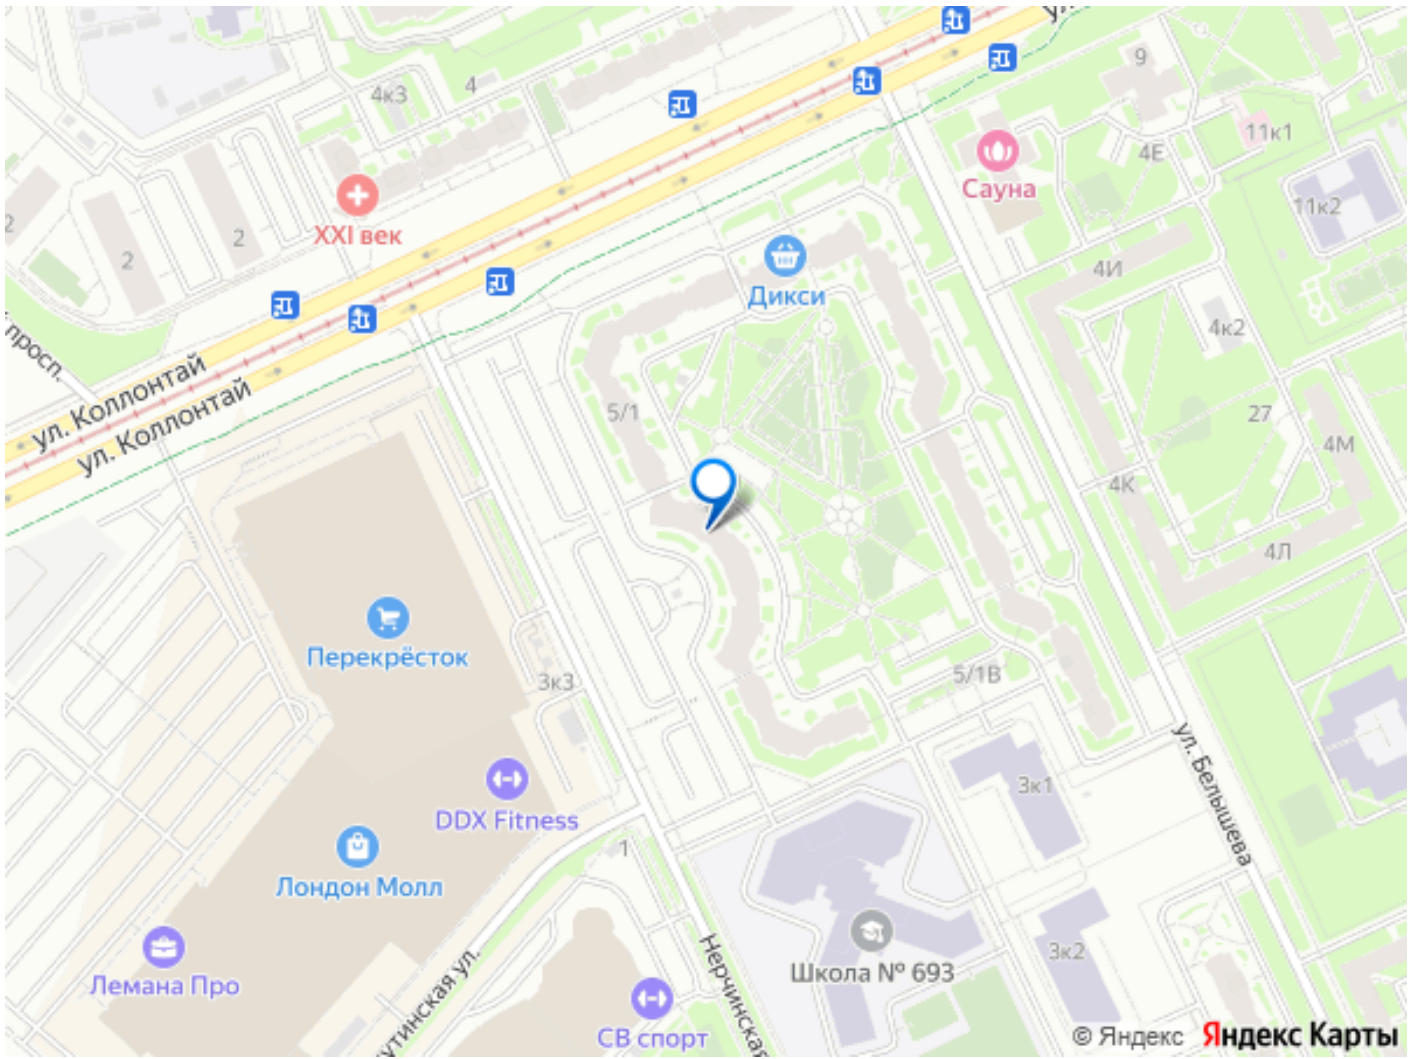 ул.
9
4
4к3
11к1
4Е
Сауна
11к2
XXI век
2
2
2
4И
Дикси
4к2
просп.
ул. Коллонтай
ул. Коллонтай
5/1
27
4М
4К
4Л
Перекрёсток
3к3
5/1В
ул. Белышева
3к1
DDX Fitness
1
Лондон Молл
Нерчинская
3к2
Школа № 693
Лемана Про
утинская ул.
СВ спорт
© Яндекс Яндекс Карты